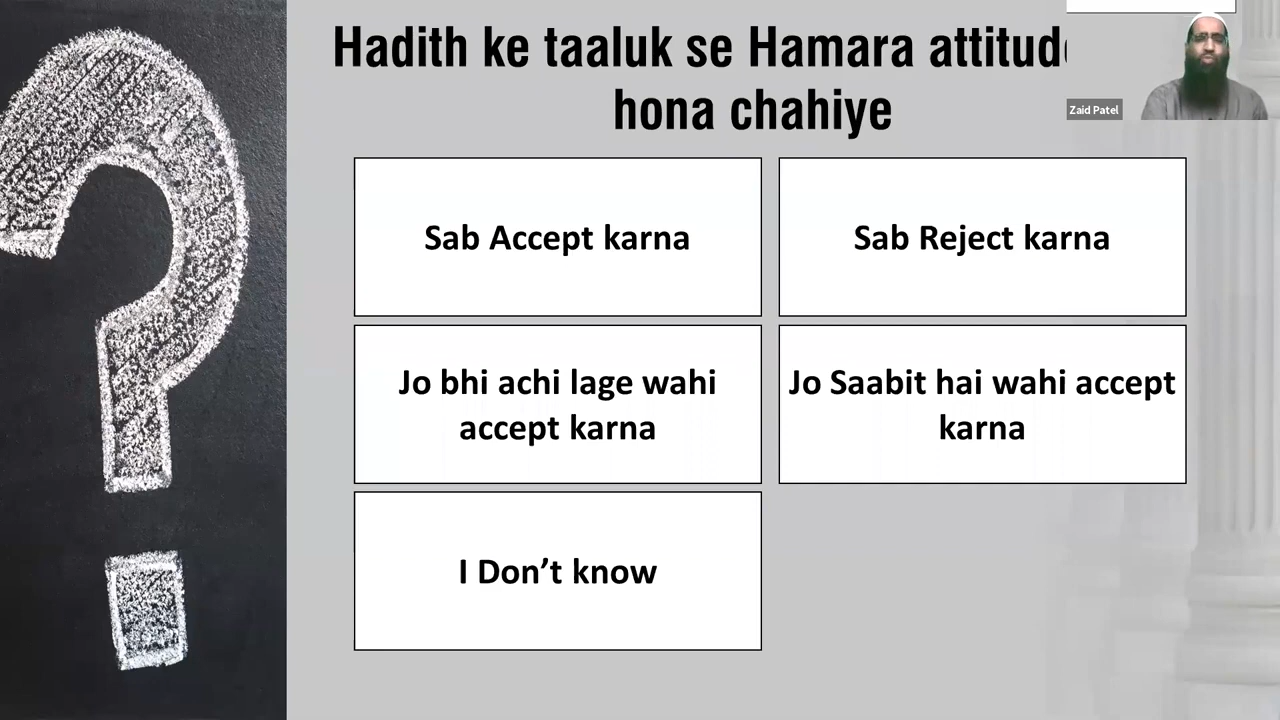 Hadith ke taaluk se Hamara attitude
hona chahiye
Zaid Patel
Sab Accept karna
Sab Reject karna
Jo bhi achi lage wahi
accept karna
Jo Saabit hai wahi accept
karna
I Don't know